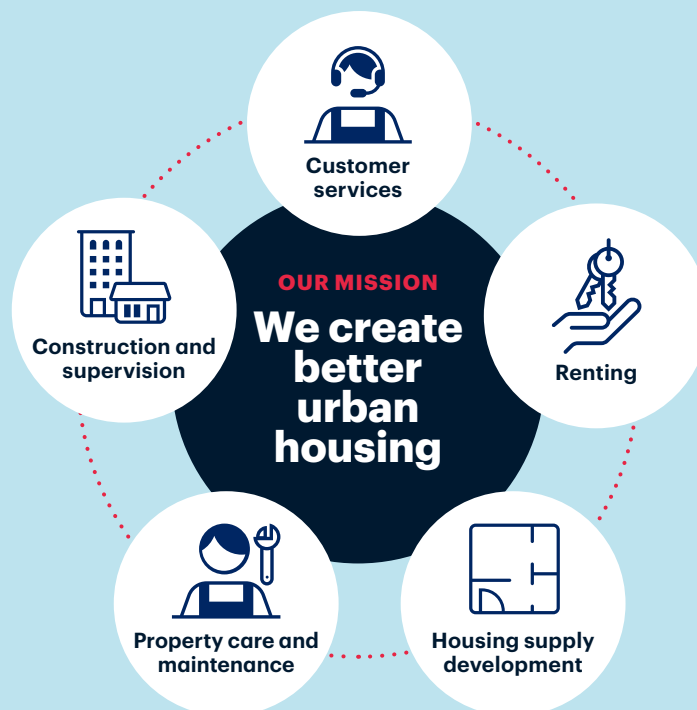 Customer
services
OUR MISSION
We create
better
urban
housing
Renting
Housing supply
development
Property care and
maintenance
Construction and
supervision